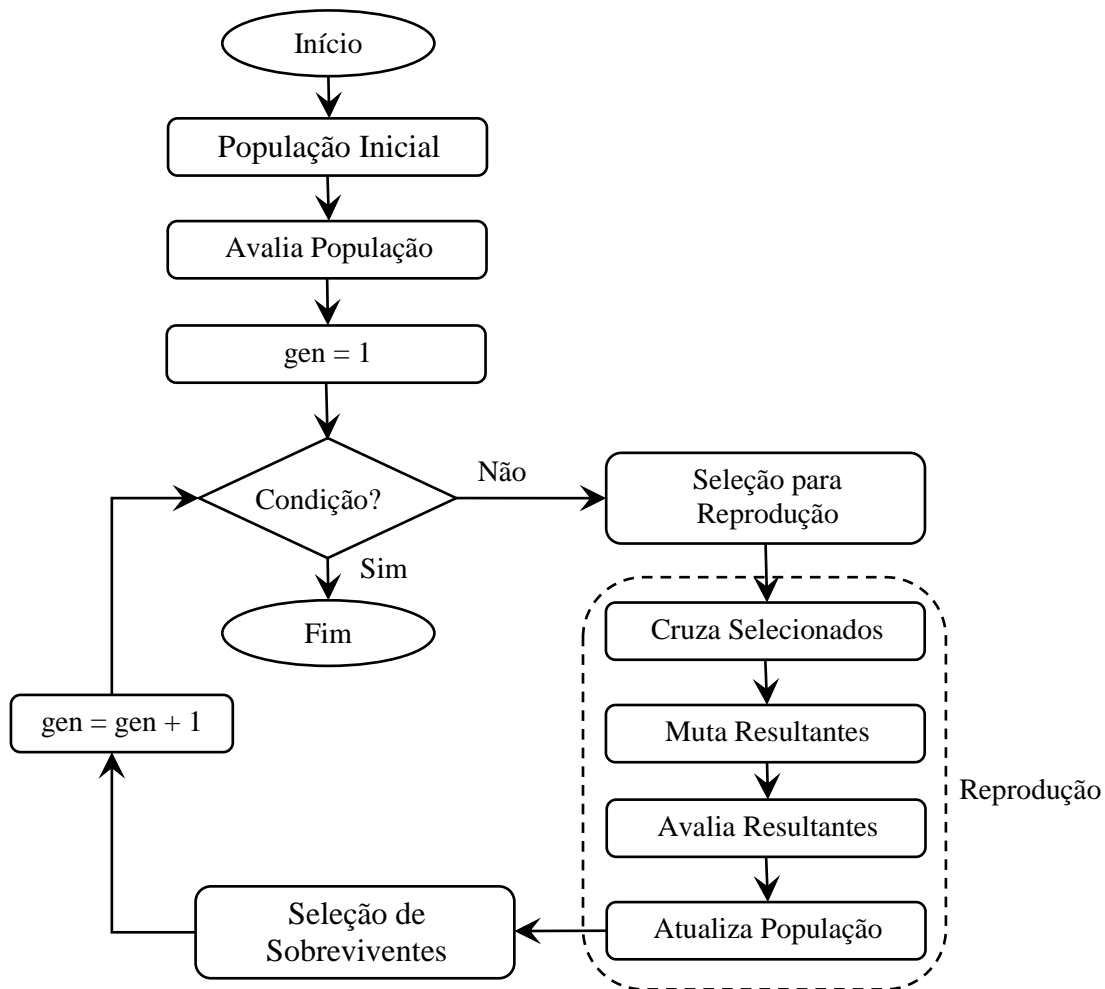 Início
População Inicial
Avalia População
gen = 1
Condição?
Não
Seleção para
Reprodução
Sim
Fim
Cruza Selecionados
Muta Resultantes
Avalia Resultantes
Atualiza População
Reprodução
Seleção de
Sobreviventes
gen = gen + 1